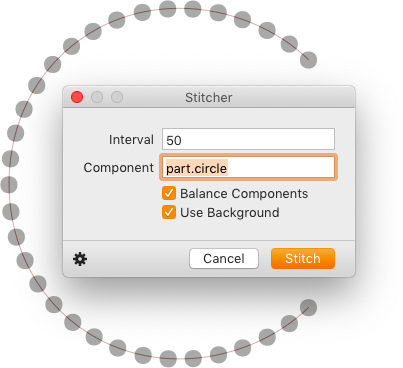 Stitcher
Interval 50
Component part.circle
Balance Components
Use Background
Cancel Stitch